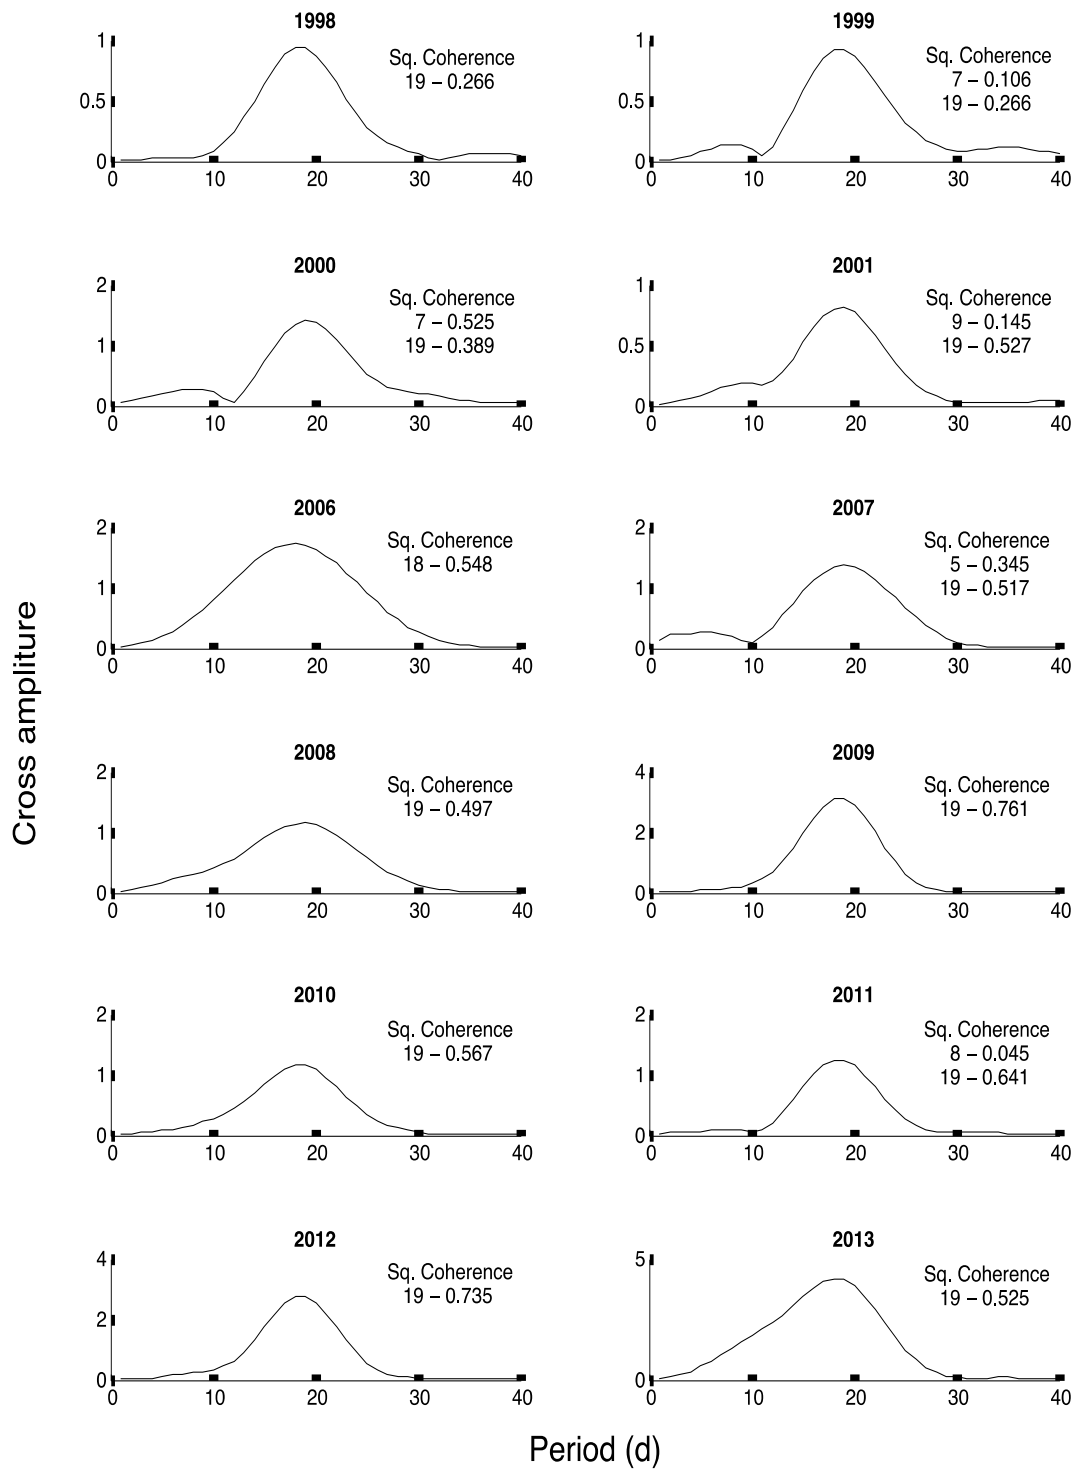 1998
Sq. Coherence
19 – 0.266
1
0.5
0
0 10 20 30 40
1999
Sq. Coherence
7 – 0.106
19 – 0.266
1
0.5
0
0 10 20 30 40
2000
Sq. Coherence
7 – 0.525
19 – 0.389
2
1
0
0 10 20 30 40
2001
Sq. Coherence
9 – 0.145
19 – 0.527
1
0.5
0
0 10 20 30 40
2006
Sq. Coherence
18 – 0.548
2
1
0
0 10 20 30 40
2007
Sq. Coherence
5 – 0.345
19 – 0.517
2
1
0
0 10 20 30 40
Cross ampliture
2008
Sq. Coherence
19 – 0.497
2
1
0
0 10 20 30 40
2009
Sq. Coherence
19 – 0.761
4
2
0
0 10 20 30 40
2010
Sq. Coherence
19 – 0.567
2
1
0
0 10 20 30 40
2011
Sq. Coherence
8 – 0.045
19 – 0.641
2
1
0
0 10 20 30 40
2012
Sq. Coherence
19 – 0.735
4
2
0
0 10 20 30 40
2013
Sq. Coherence
19 – 0.525
5
0
0 10 20 30 40
Period (d)